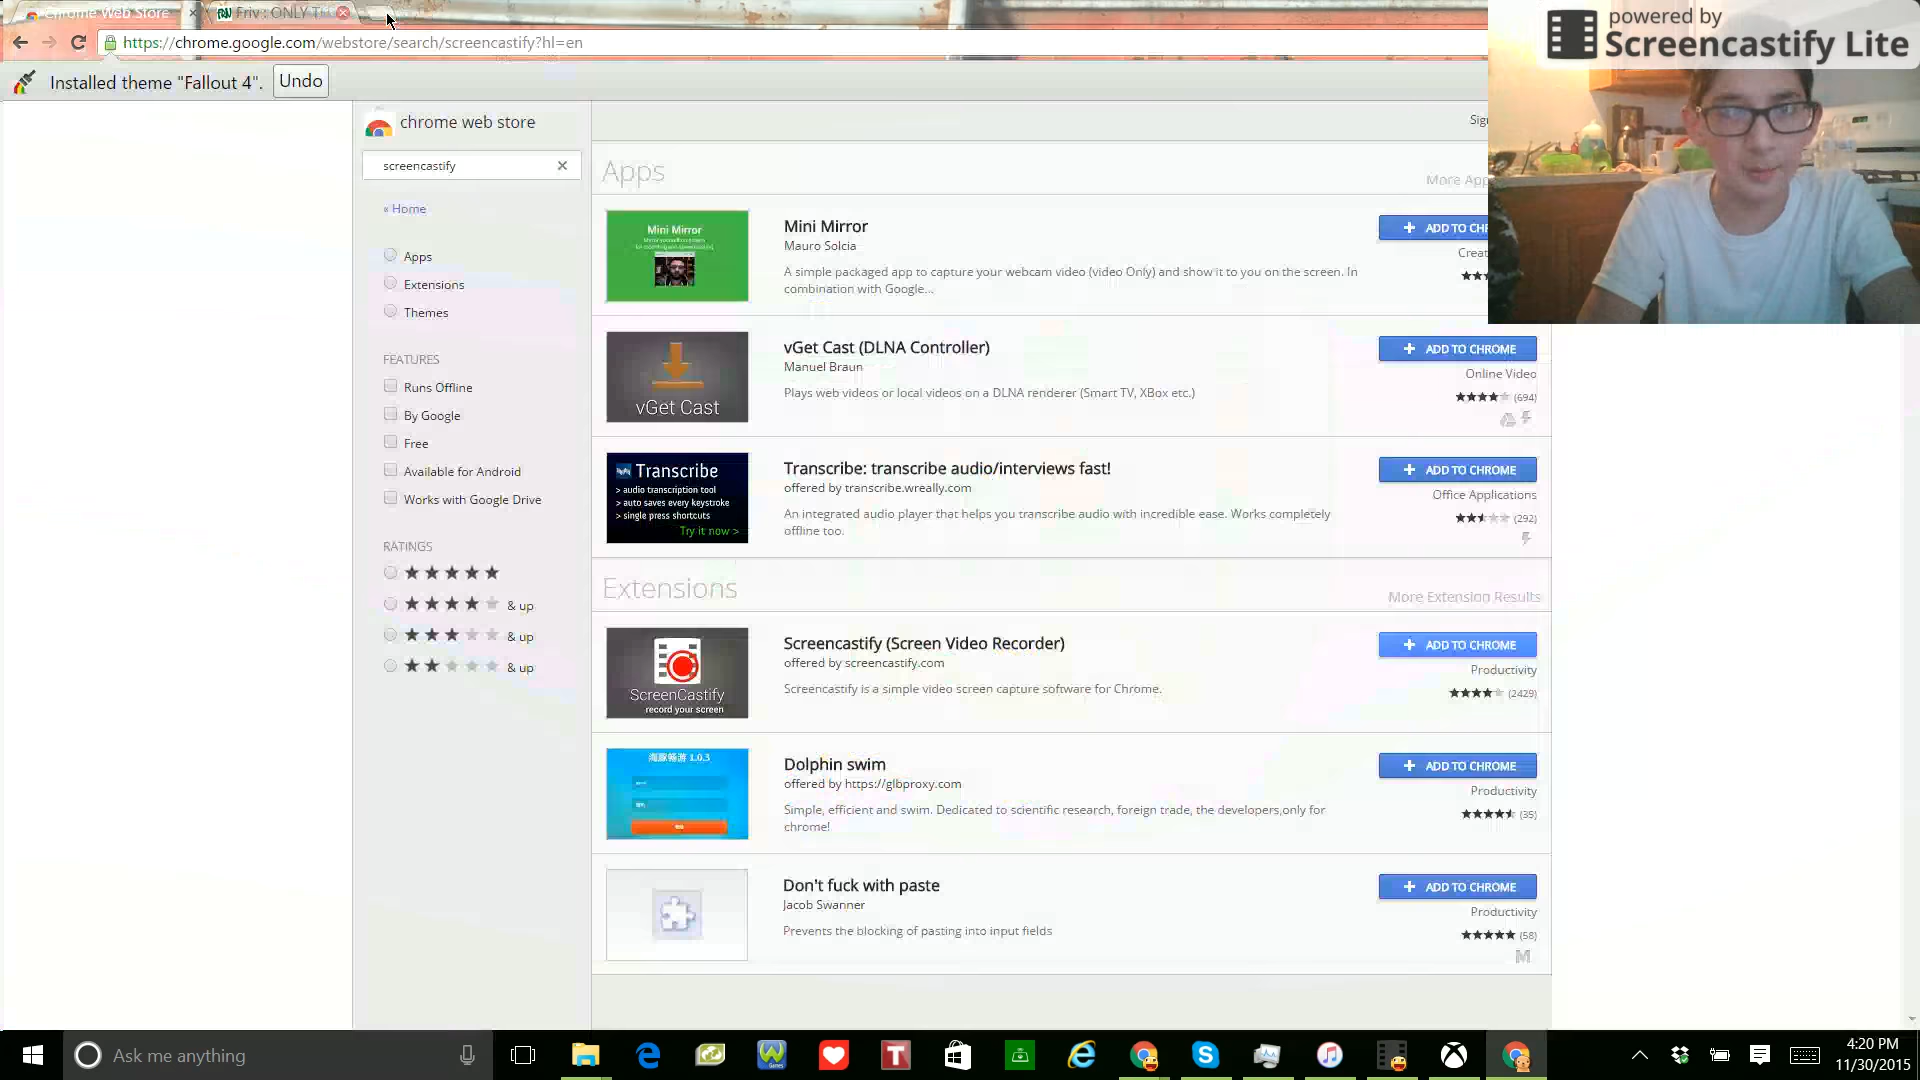 Chrome Web Store
Friv : ONLY T
https://chrome.google.com/webstore/search/screencastify?hl=en
powered by
Screencastify Lite
Installed theme "Fallout 4".
Undo
chrome web store
screencastify
« Home
Apps
Extensions
Themes
FEATURES
Runs Offline
By Google
Free
Available for Android
Works with Google Drive
RATINGS
& up
& up
& up
Apps
Mini Mirror
Mauro Solcia
A simple packaged app to capture your webcam video (video Only) and show it to you on the screen. In
combination with Google...
Mini Mirror
ADD TO CH
vGet Cast (DLNA Controller)
Manuel Braun
Plays web videos or local videos on a DLNA renderer (Smart TV, XBox etc.)
vGet Cast
ADD TO CHROME
Online Video
(694)
Transcribe
> audio transcription tool
> auto saves every keystroke
> single press shortcuts
Try it now >
Transcribe: transcribe audio/interviews fast!
offered by transcribe.wreally.com
An integrated audio player that helps you transcribe audio with incredible ease. Works completely
offline too.
ADD TO CHROME
Office Applications
(292)
Extensions
More Extension Results
ScreenCastify
record your screen
Screencastify (Screen Video Recorder)
offered by screencastify.com
Screencastify is a simple video screen capture software for Chrome.
ADD TO CHROME
Productivity
(2429)
海豚畅游 1.0.3
Dolphin swim
offered by https://glbproxy.com
Simple, efficient and swim. Dedicated to scientific research, foreign trade, the developers,only for
chrome!
ADD TO CHROME
Productivity
(35)
Don't fuck with paste
Jacob Swanner
Prevents the blocking of pasting into input fields
ADD TO CHROME
Productivity
(58)
Ask me anything
4:20 PM
11/30/2015